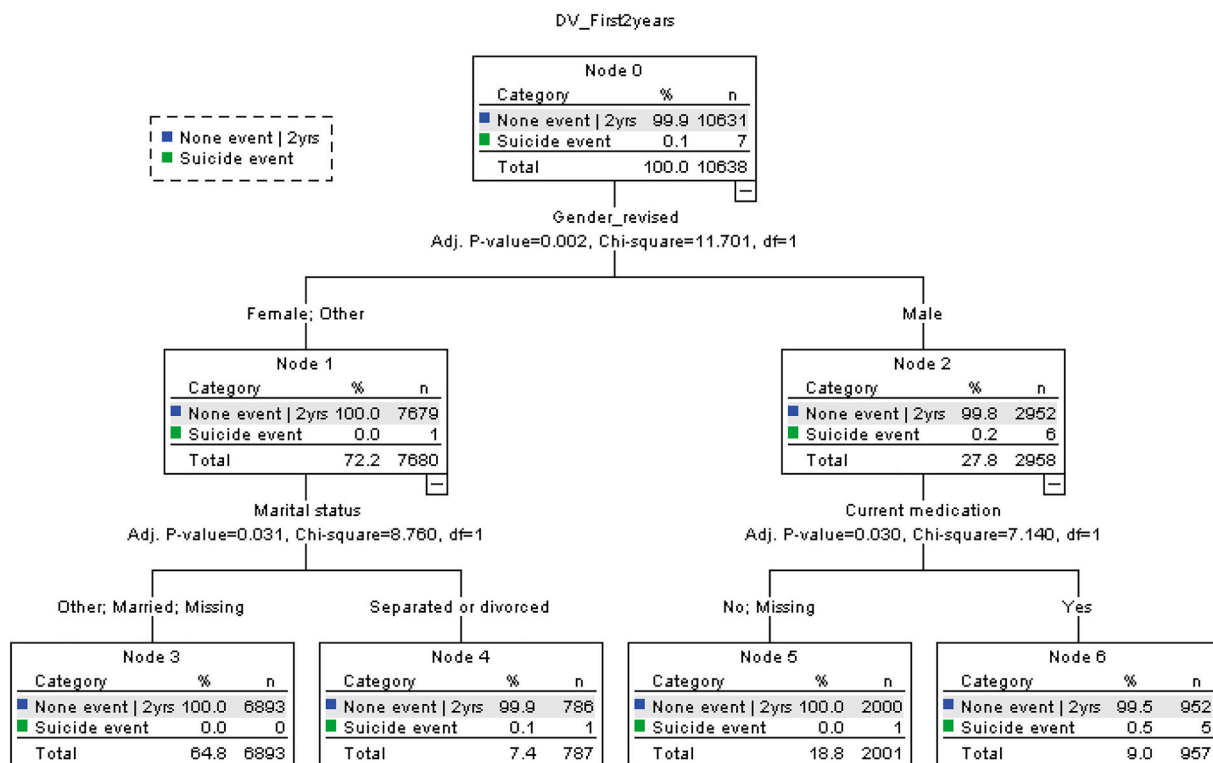 DV_First2years
Node 0
Category % n
None event | 2yrs 99.9 10631
Suicide event 0.1 7
Total 100.0 10638
None event | 2yrs
Suicide event
Gender_revised
Adj. P-value=0.002, Chi-square=11.701, df=1
Female; Other
Male
Node 1
Category % n
None event | 2yrs 100.0 7679
Suicide event 0.0 1
Total 72.2 7680
Node 2
Category % n
None event | 2yrs 99.8 2952
Suicide event 0.2 6
Total 27.8 2958
Marital status
Adj. P-value=0.031, Chi-square=8.760, df=1
Current medication
Adj. P-value=0.030, Chi-square=7.140, df=1
Other; Married; Missing
Separated or divorced
No; Missing
Yes
Node 3
Category % n
None event | 2yrs 100.0 6893
Suicide event 0.0 0
Total 64.8 6893
Node 4
Category % n
None event | 2yrs 99.9 786
Suicide event 0.1 1
Total 7.4 787
Node 5
Category % n
None event | 2yrs 100.0 2000
Suicide event 0.0 1
Total 18.8 2001
Node 6
Category % n
None event | 2yrs 99.5 952
Suicide event 0.5 5
Total 9.0 957